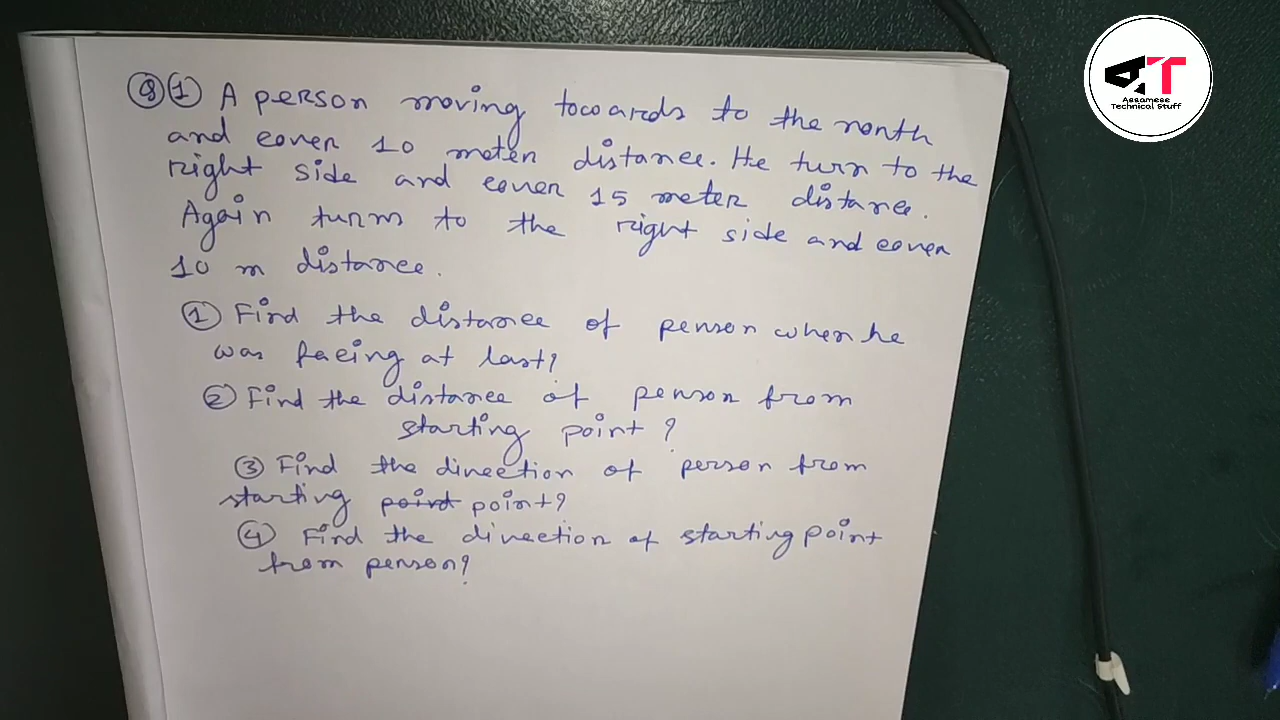 Q ① A person moving towards to the north
and cover 10 meter distance. He turn to the
right side and cover 15 meter distance.
Again turns to the right side and cover
10 m distance.
① Find the distance of person when he
was facing at last?
② Find the distance of person from
starting point ?
③ Find the direction of person from
starting point point?
④ Find the direction of starting point
from person?
AT
Assamese
Technical Stuff